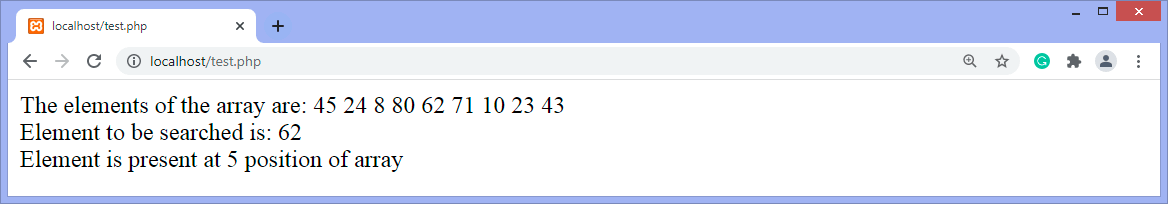 localhost/test.php
localhost/test.php
The elements of the array are: 45 24 8 80 62 71 10 23 43
Element to be searched is: 62
Element is present at 5 position of array